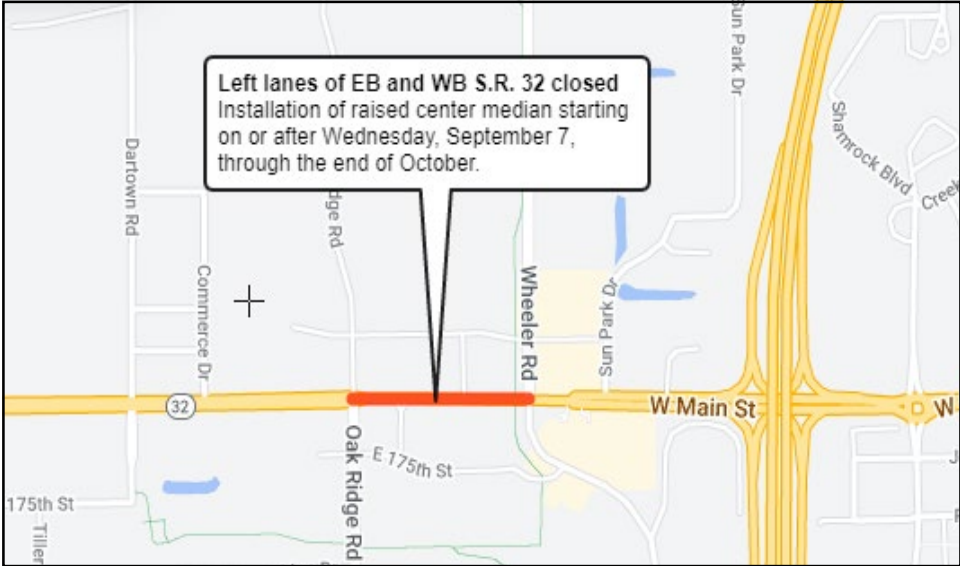 Left lanes of EB and WB S.R. 32 closed
Installation of raised center median starting
on or after Wednesday, September 7,
through the end of October.
Sun Park Dr
Shamrock Blvd
Creek
Dartown Rd
dge Rd
Commerce Dr
Wheeler Rd
Sun Park Dr
32
W Main St
W
Oak Ridge Rd
E 175th St
175th St
Tiller